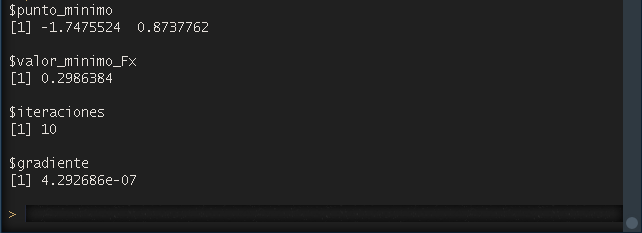 $punto_minimo
[1] -1.7475524  0.8737762
$valor_minimo_Fx
[1] 0.2986384
$iteraciones
[1] 10
$gradiente
[1] 4.292686e-07
>